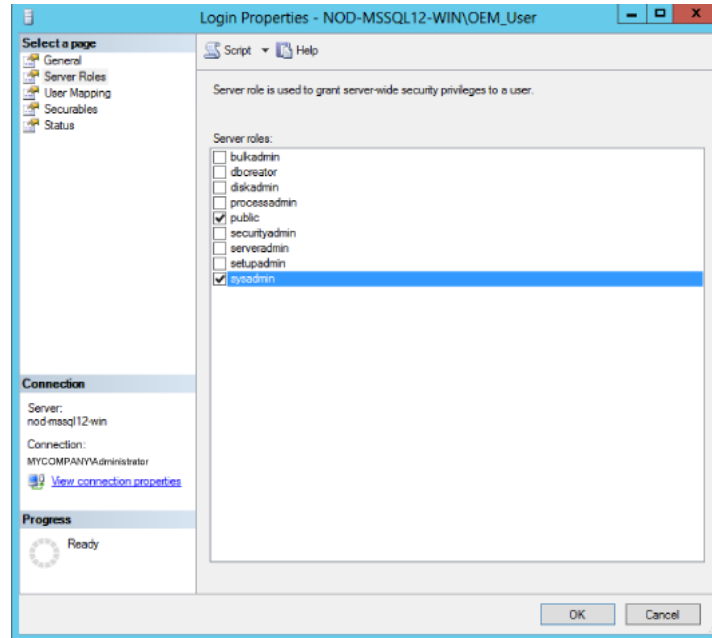 Login Properties - NOD-MSSQL12-WIN\OEM_User
Select a page
General
Server Roles
User Mapping
Securables
Status
Script Help
Server role is used to grant server-wide security privileges to a user.
Server roles:
bulkadmin
dbcreator
diskadmin
processadmin
public
securityadmin
serveradmin
setupadmin
sysadmin
Connection
Server:
nod-mssql12-win
Connection:
MYCOMPANY\Administrator
View connection properties
Progress
Ready
OK Cancel